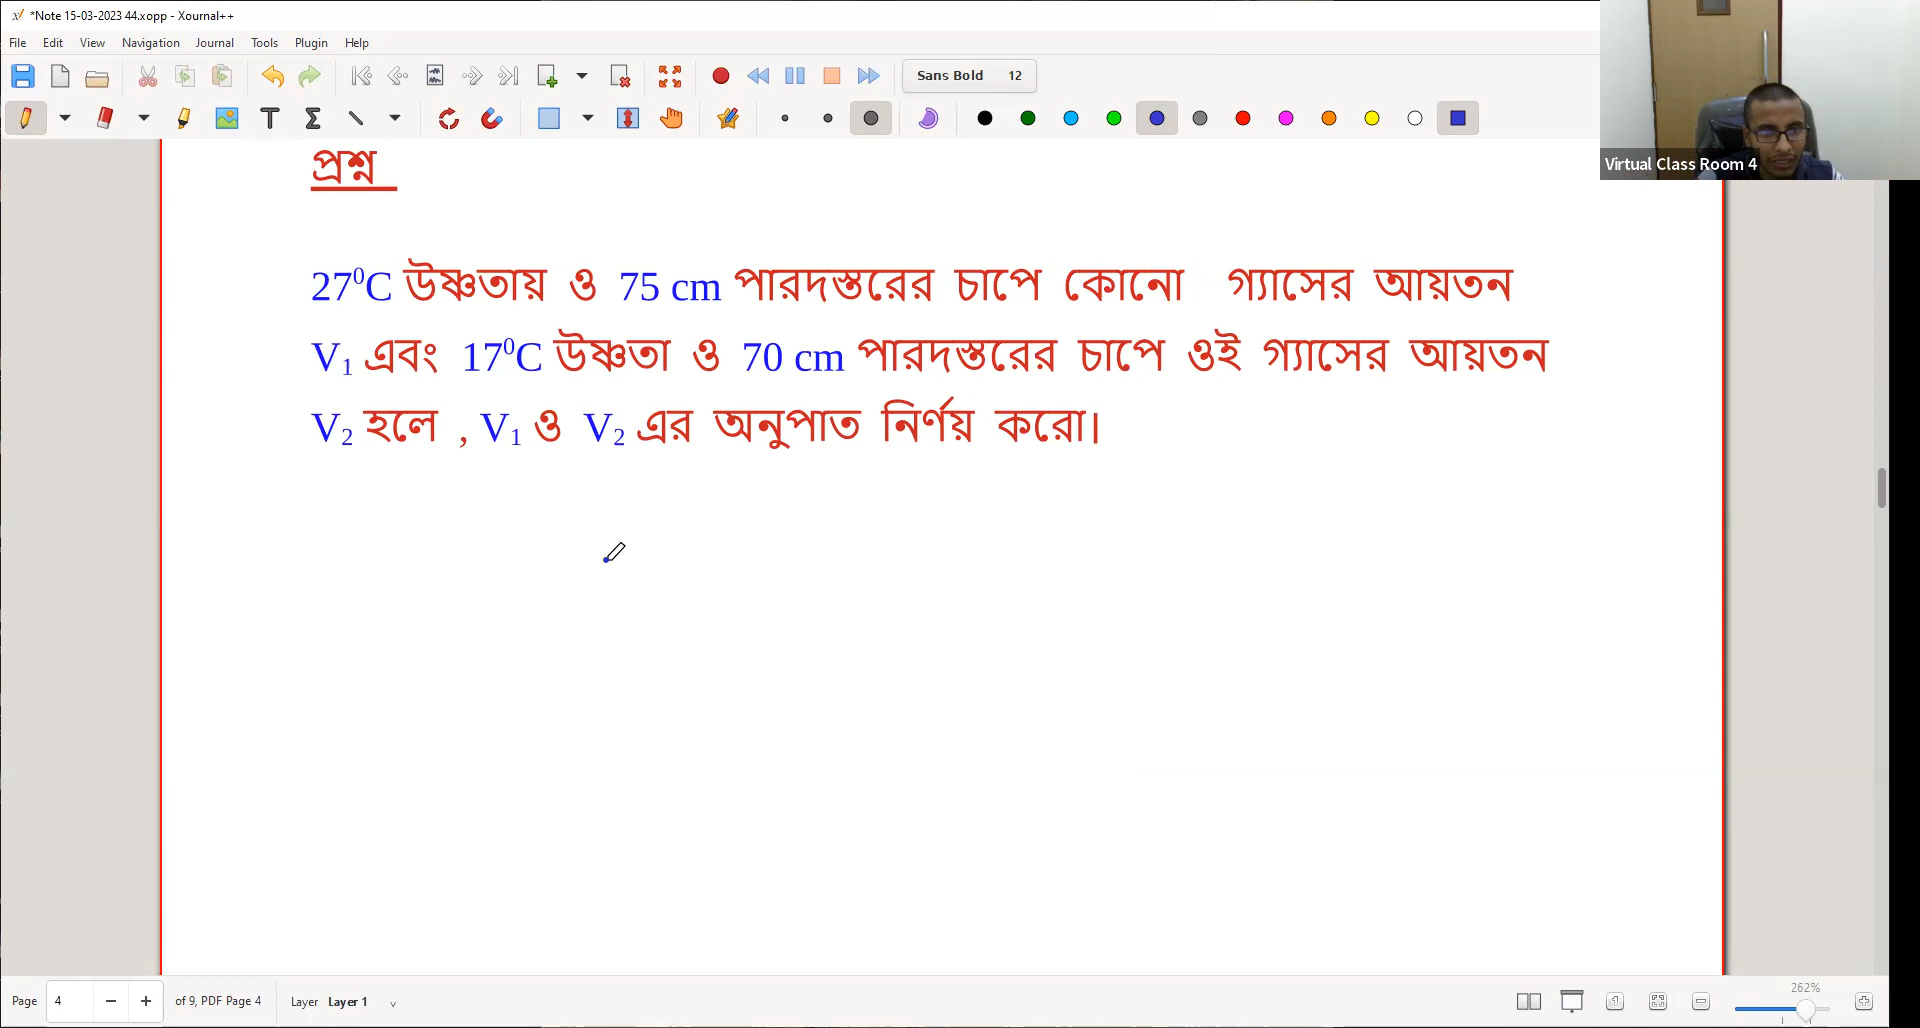 *Note 15-03-2023 44.xopp - Xournal++
File Edit View Navigation Journal Tools Plugin Help
Sans Bold 12
Virtual Class Room 4
প্রশ্ন
27⁰C উষ্ণতায় ও 75 cm পারদস্তরের চাপে কোনো গ্যাসের আয়তন
V₁ এবং 17⁰C উষ্ণতা ও 70 cm পারদস্তরের চাপে ওই গ্যাসের আয়তন
V₂ হলে , V₁ ও V₂ এর অনুপাত নির্ণয় করো।
Page 4 of 9, PDF Page 4 Layer Layer 1 262%